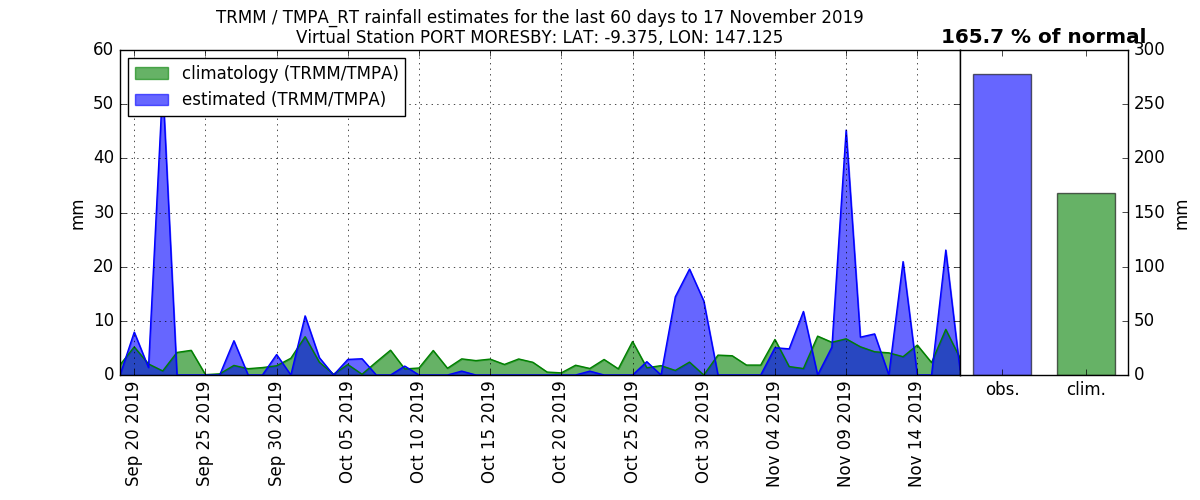 TRMM / TMPA_RT rainfall estimates for the last 60 days to 17 November 2019
Virtual Station PORT MORESBY: LAT: -9.375, LON: 147.125
165.7 % of normal
climatology (TRMM/TMPA)
estimated (TRMM/TMPA)
60
50
40
30
20
10
0
mm
300
250
200
150
100
50
0
mm
Sep 20 2019
Sep 25 2019
Sep 30 2019
Oct 05 2019
Oct 10 2019
Oct 15 2019
Oct 20 2019
Oct 25 2019
Oct 30 2019
Nov 04 2019
Nov 09 2019
Nov 14 2019
obs.
clim.